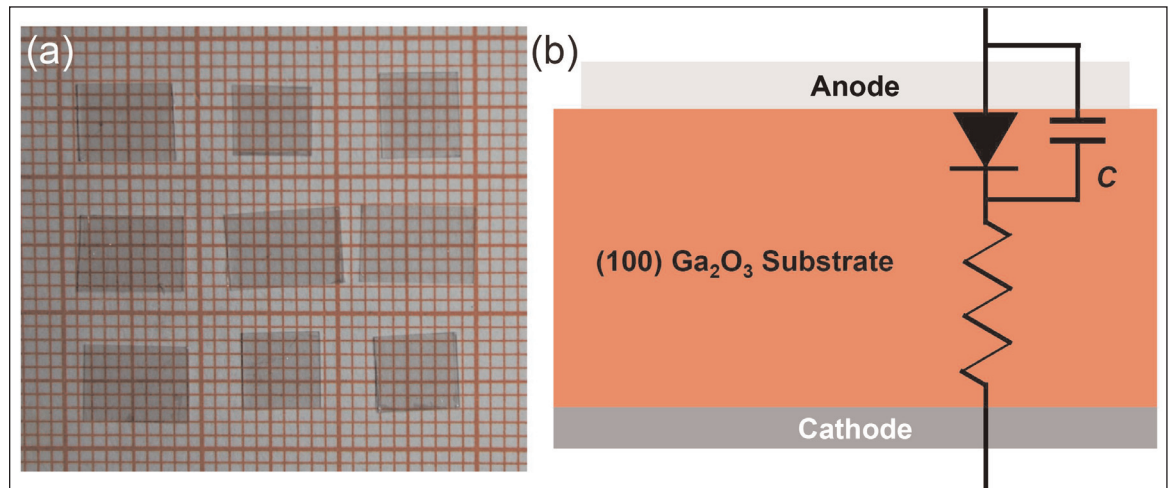 (a)
(b)
Anode
C
(100) Ga₂O₃ Substrate
Cathode